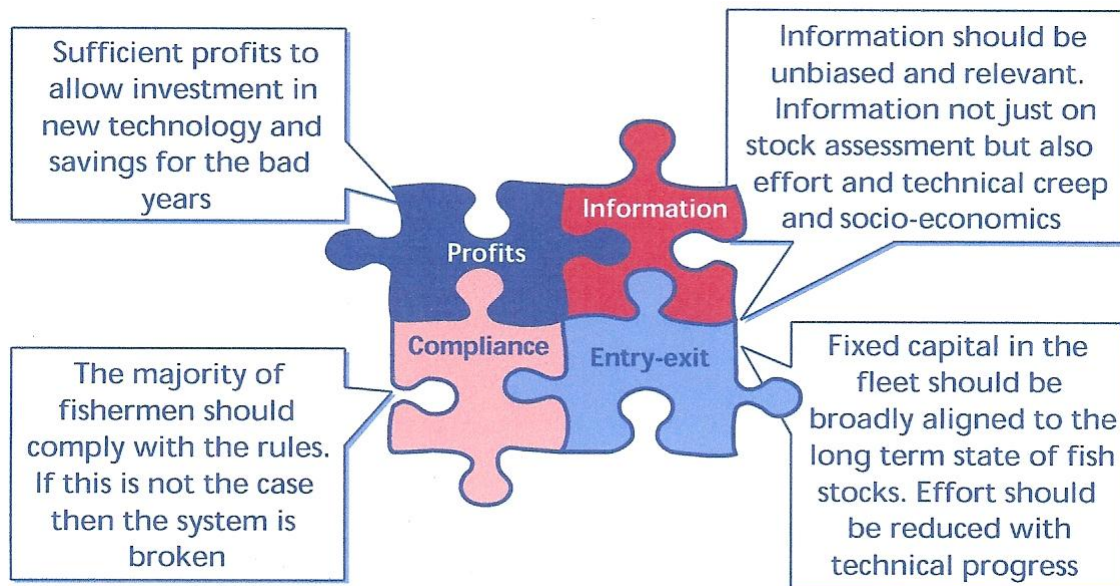 Sufficient profits to
allow investment in
new technology and
savings for the bad
years
Information should be
unbiased and relevant.
Information not just on
stock assessment but also
effort and technical creep
and socio-economics
Information
Profits
Compliance
Entry-exit
The majority of
fishermen should
comply with the rules.
If this is not the case
then the system is
broken
Fixed capital in the
fleet should be
broadly aligned to the
long term state of fish
stocks. Effort should
be reduced with
technical progress